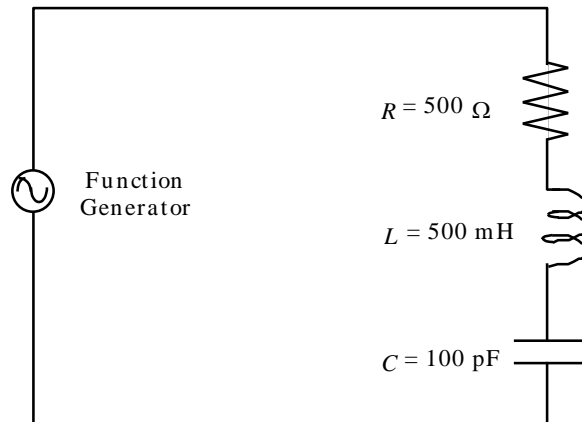 R = 500 Ω
Function
Generator
L = 500 mH
C = 100 pF